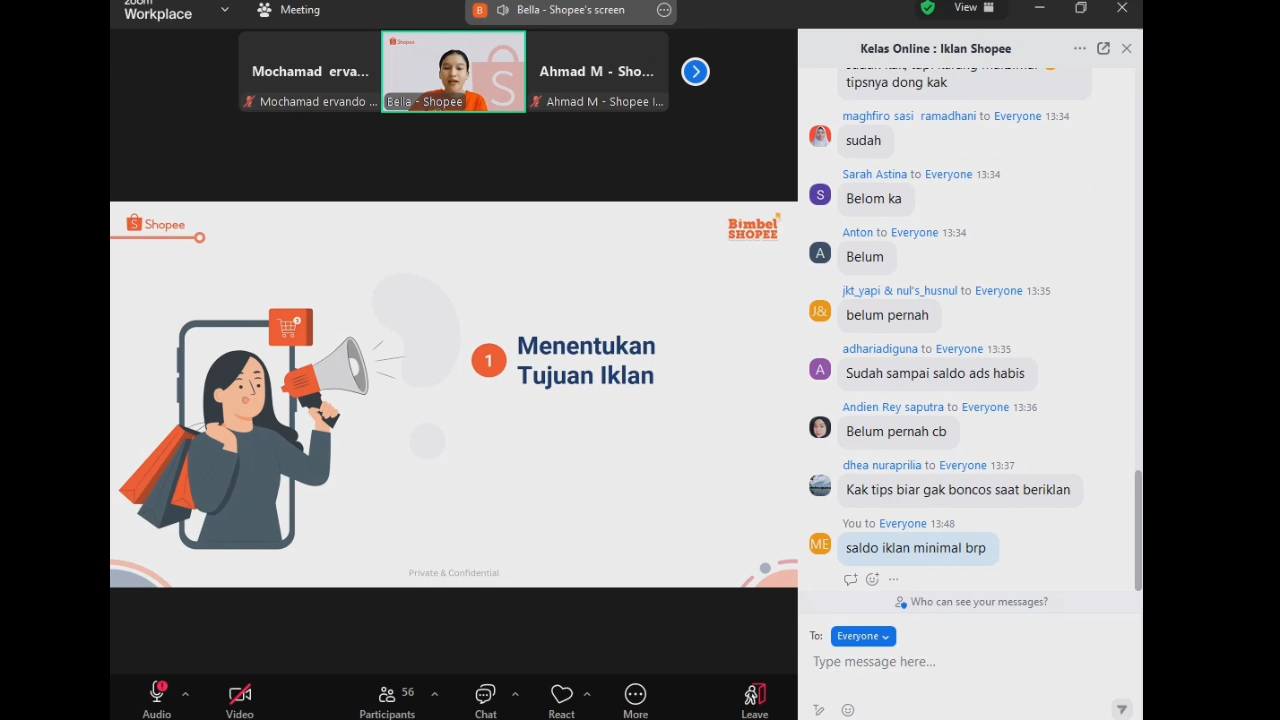 zoom
Workplace
Meeting
B
Bella - Shopee's screen
View
Mochamad erva...
Mochamad ervando ...
Shopee
Bella - Shopee
Ahmad M - Sho...
Ahmad M - Shopee I...
Shopee
Bimbel
SHOPEE
1
Menentukan
Tujuan Iklan
Private & Confidential
Kelas Online : Iklan Shopee
tipsnya dong kak
maghfiro sasi ramadhani to Everyone 13:34
sudah
Sarah Astina to Everyone 13:34
S
Belom ka
Anton to Everyone 13:34
A
Belum
jkt_yapi & nul's_husnul to Everyone 13:35
J&
belum pernah
adhariadiguna to Everyone 13:35
A
Sudah sampai saldo ads habis
Andien Rey saputra to Everyone 13:36
Belum pernah cb
dhea nuraprilia to Everyone 13:37
Kak tips biar gak boncos saat beriklan
You to Everyone 13:48
ME
saldo iklan minimal brp
Who can see your messages?
To: Everyone
Type message here...
Audio
Video
56
Participants
Chat
React
More
Leave